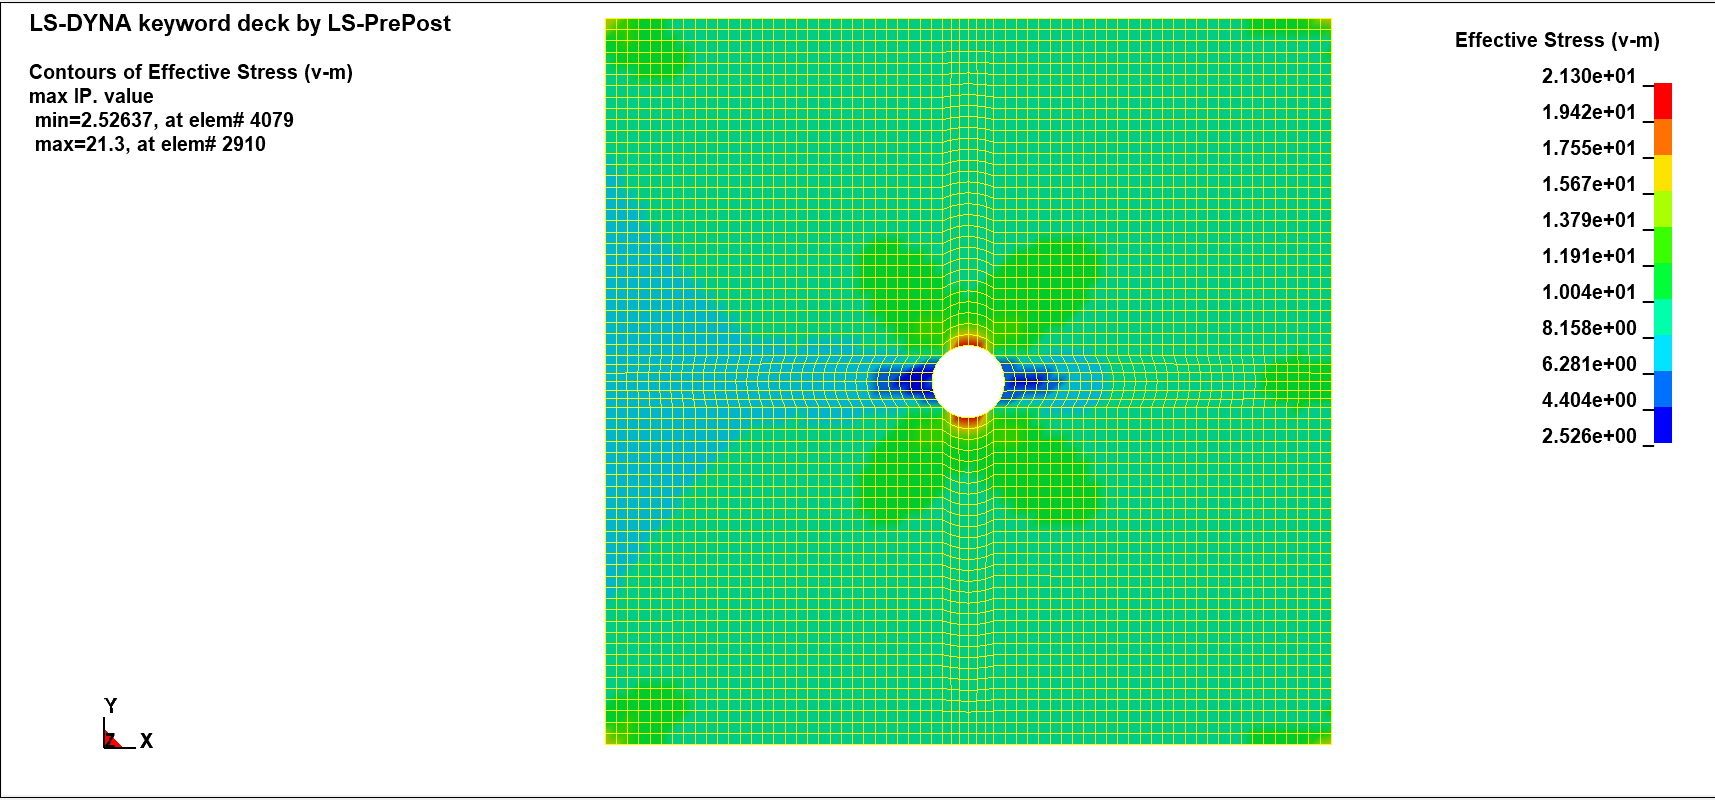 LS-DYNA keyword deck by LS-PrePost
Contours of Effective Stress (v-m)
max IP. value
min=2.52637, at elem# 4079
max=21.3, at elem# 2910
Effective Stress (v-m)
2.130e+01
1.942e+01
1.755e+01
1.567e+01
1.379e+01
1.191e+01
1.004e+01
8.158e+00
6.281e+00
4.404e+00
2.526e+00
Y
Z X